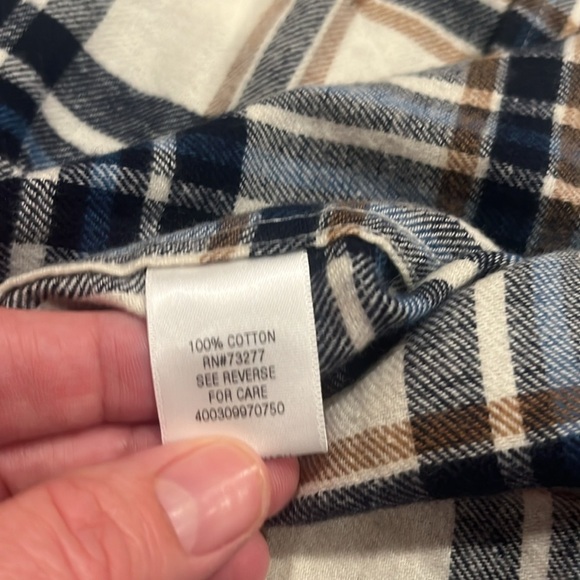 100% COTTON
RN#73277
SEE REVERSE
FOR CARE
400309970750